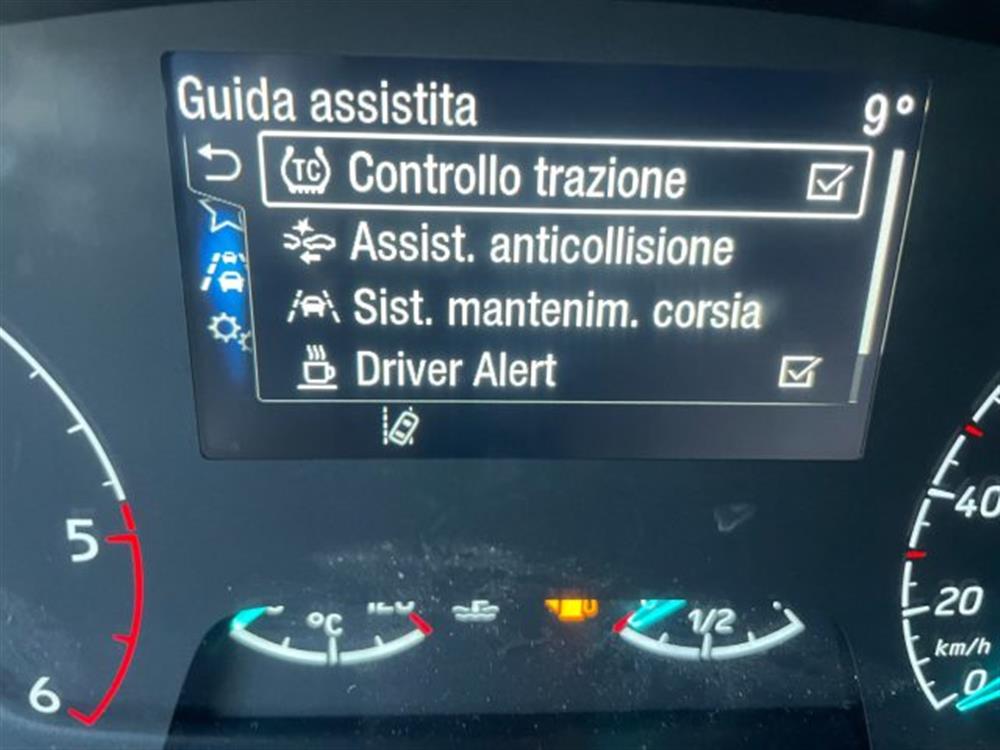 Guida assistita
9°
TC Controllo trazione
Assist. anticollisione
Sist. mantenim. corsia
Driver Alert
5
6
°C
1/2
40
20
km/h
0